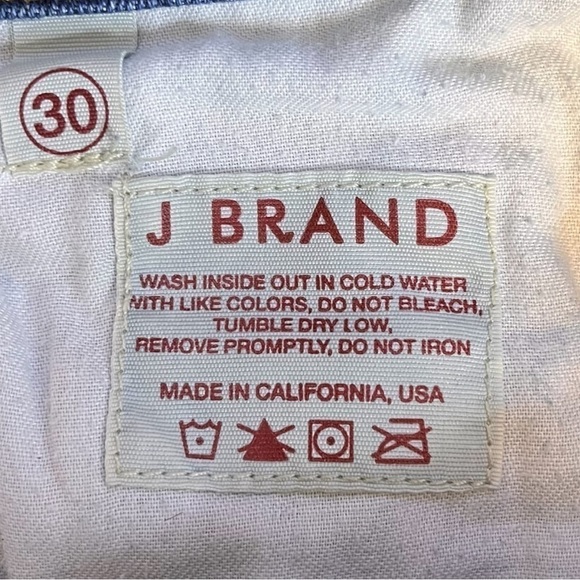 30
J BRAND
WASH INSIDE OUT IN COLD WATER
WITH LIKE COLORS, DO NOT BLEACH,
TUMBLE DRY LOW,
REMOVE PROMPTLY, DO NOT IRON
MADE IN CALIFORNIA, USA